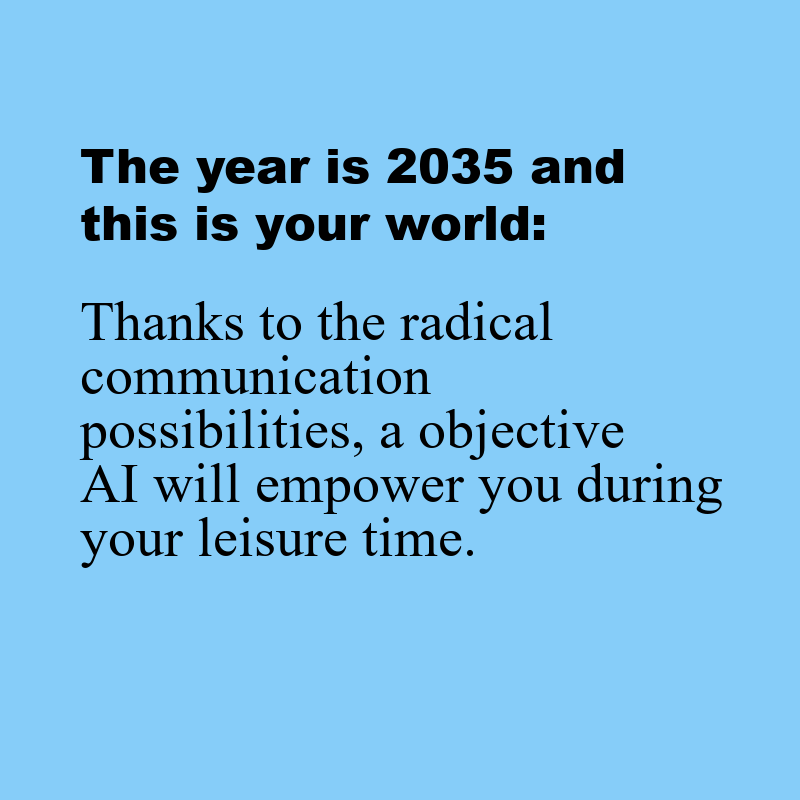 The year is 2035 and
this is your world:
Thanks to the radical
communication
possibilities, a objective
AI will empower you during
your leisure time.